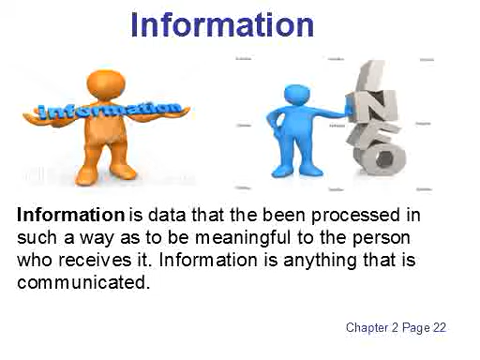 Information
information
INFO
Information is data that the been processed in
such a way as to be meaningful to the person
who receives it. Information is anything that is
communicated.
Chapter 2 Page 22